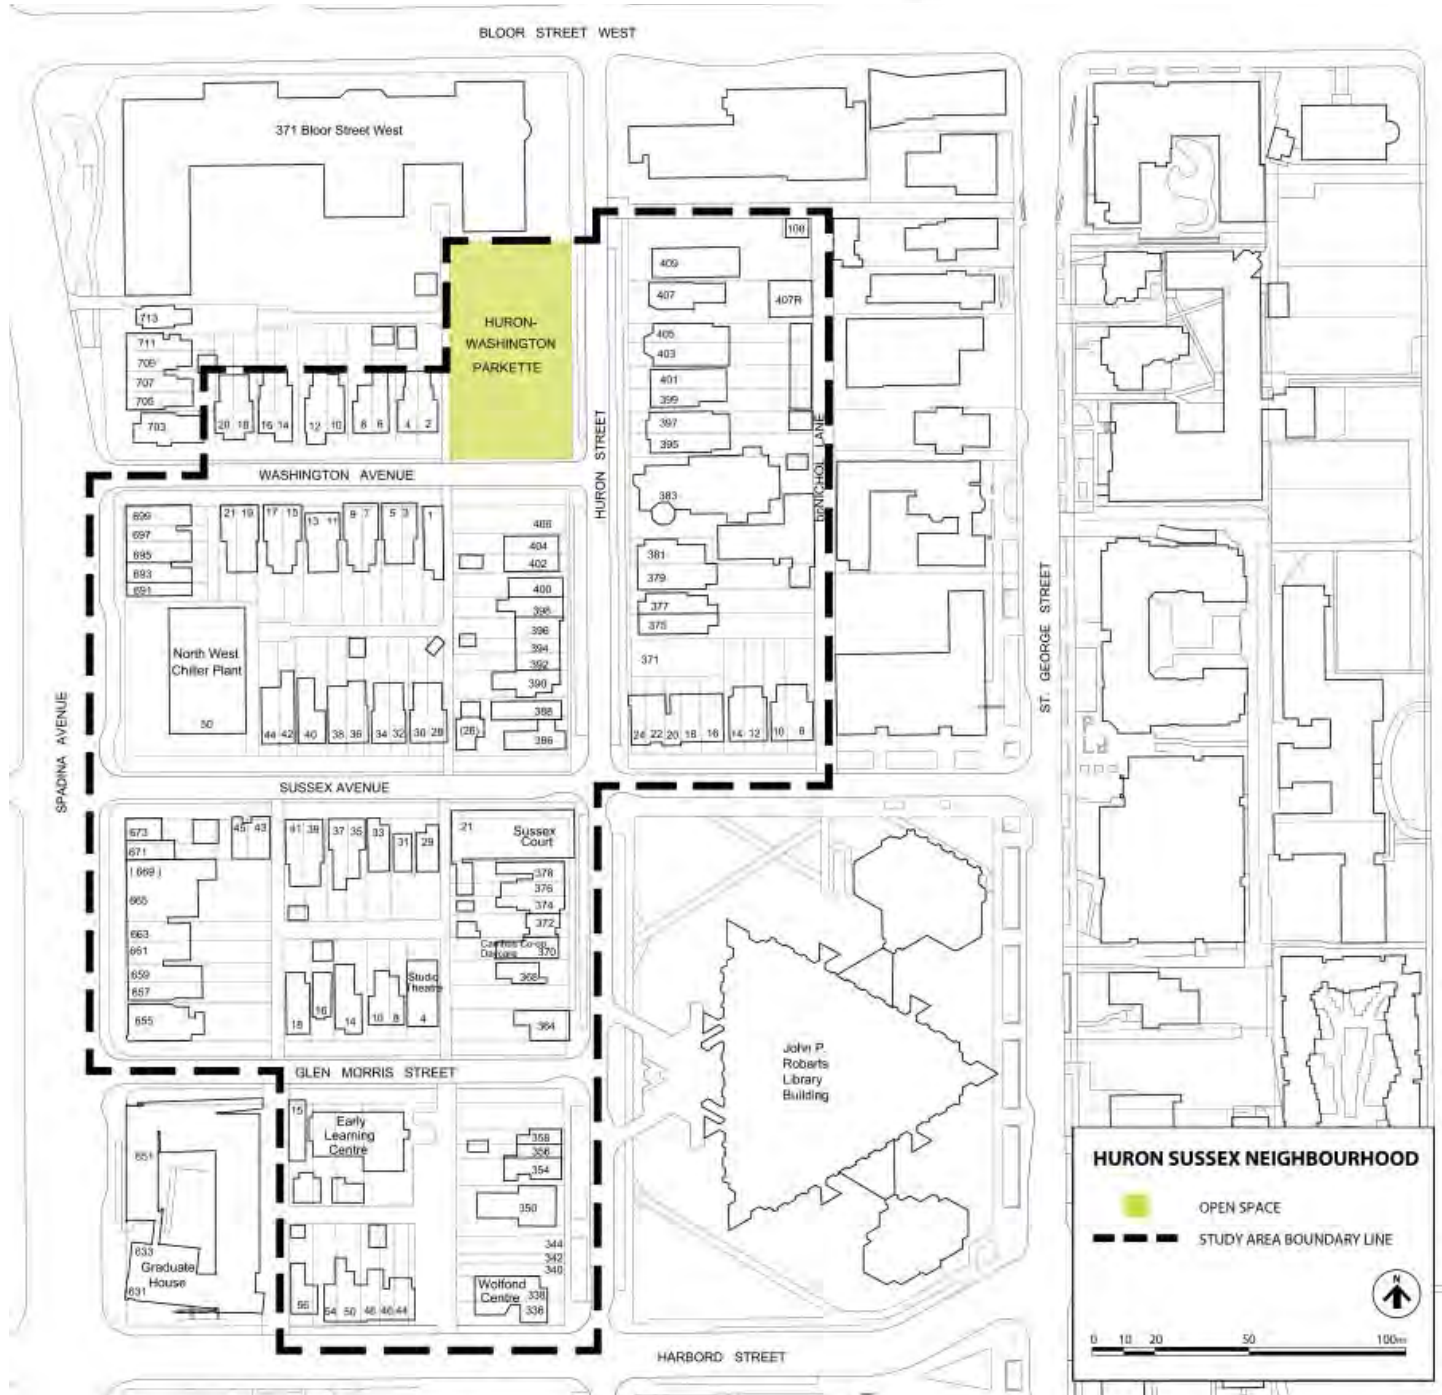 BLOOR STREET WEST
371 Bloor Street West
108
409
407
407R
HURON-
WASHINGTON
PARKETTE
713
711
709
707
705
703
405
403
401
399
397
395
20 18 16 14 12 10 8 6 4 2
HURON STREET
bpNICHOL LANE
WASHINGTON AVENUE
383
699
697
695
693
691
21 19 17 15 13 11 9 7 5 3 1
406
404
402
400
398
396
394
392
390
388
386
381
379
377
375
371
ST. GEORGE STREET
North West
Chiller Plant
50
SPADINA AVENUE
44 42 40 38 36 34 32 30 28 (26)
24 22 20 18 16 14 12 10 8
SUSSEX AVENUE
673
671
( 669 )
665
663
661
659
657
655
45 43 41 39 37 35 33 31 29
21
Sussex
Court
378
376
374
372
370
Campus Co-op
Daycare
368
364
Studio
Theatre
18 16 14 10 8 4
John P.
Robarts
Library
Building
GLEN MORRIS STREET
15
Early
Learning
Centre
651
633
Graduate
House
631
358
356
354
350
344
342
340
Wolfond
Centre
338
336
56 54 50 48 46 44
HARBORD STREET
HURON SUSSEX NEIGHBOURHOOD
OPEN SPACE
STUDY AREA BOUNDARY LINE
N
0 10 20 50 100m